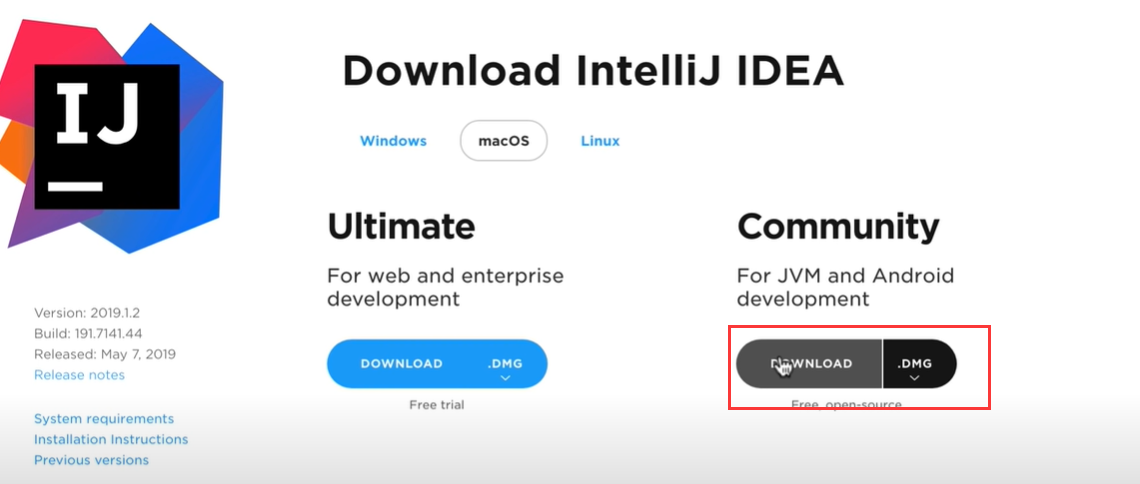 IJ
Download IntelliJ IDEA
Windows
macOS
Linux
Ultimate
For web and enterprise
development
DOWNLOAD
.DMG
Free trial
Community
For JVM and Android
development
DOWNLOAD
.DMG
Free, open-source
Version: 2019.1.2
Build: 191.7141.44
Released: May 7, 2019
Release notes
System requirements
Installation Instructions
Previous versions